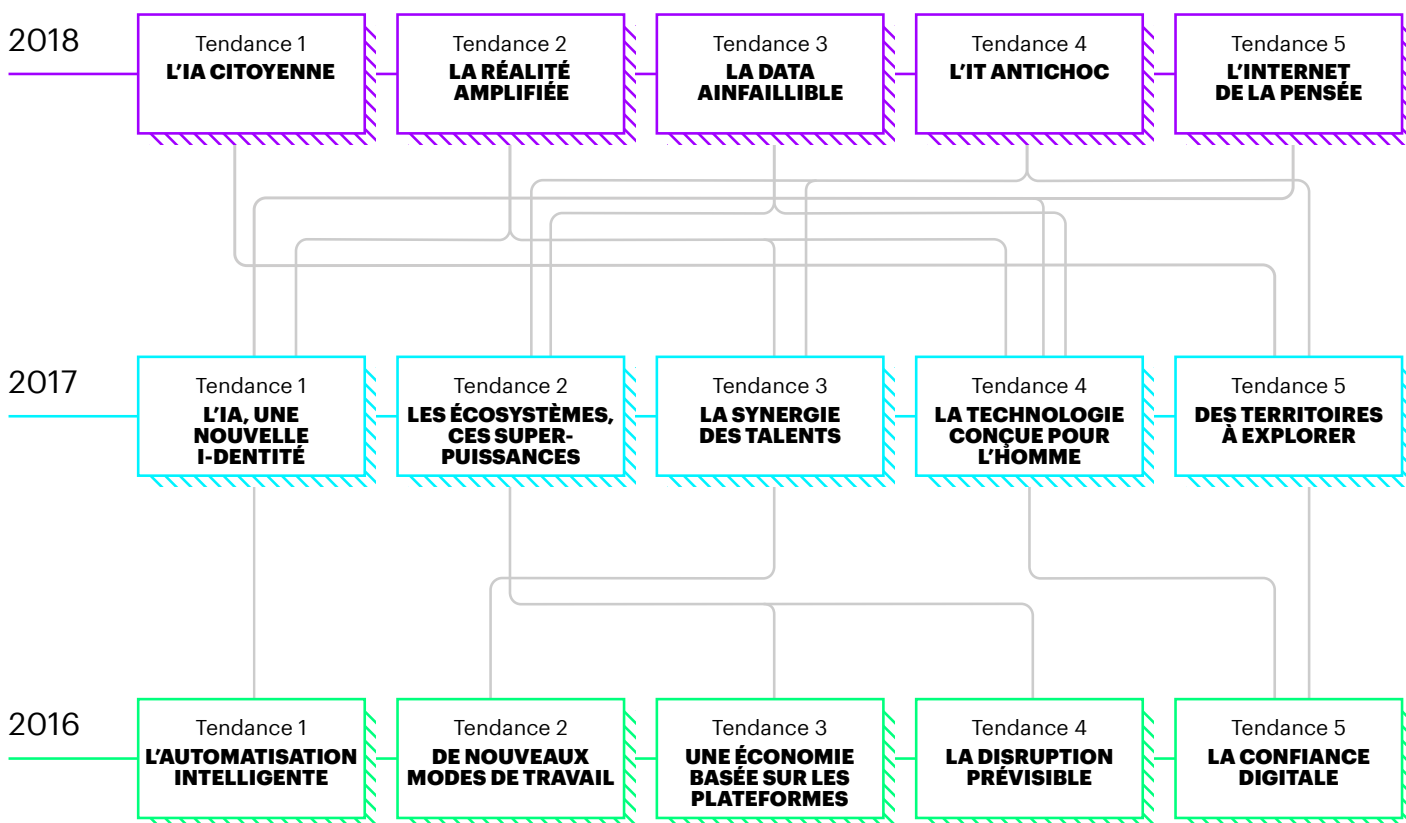 2018
Tendance 1
L'IA CITOYENNE
Tendance 2
LA RÉALITÉ
AMPLIFIÉE
Tendance 3
LA DATA
AINFAILLIBLE
Tendance 4
L'IT ANTICHOC
Tendance 5
L'INTERNET
DE LA PENSÉE
2017
Tendance 1
L'IA, UNE
NOUVELLE
I-DENTITÉ
Tendance 2
LES ÉCOSYSTÈMES,
CES SUPER-
PUISSANCES
Tendance 3
LA SYNERGIE
DES TALENTS
Tendance 4
LA TECHNOLOGIE
CONÇUE POUR
L'HOMME
Tendance 5
DES TERRITOIRES
À EXPLORER
2016
Tendance 1
L'AUTOMATISATION
INTELLIGENTE
Tendance 2
DE NOUVEAUX
MODES DE TRAVAIL
Tendance 3
UNE ÉCONOMIE
BASÉE SUR LES
PLATEFORMES
Tendance 4
LA DISRUPTION
PRÉVISIBLE
Tendance 5
LA CONFIANCE
DIGITALE